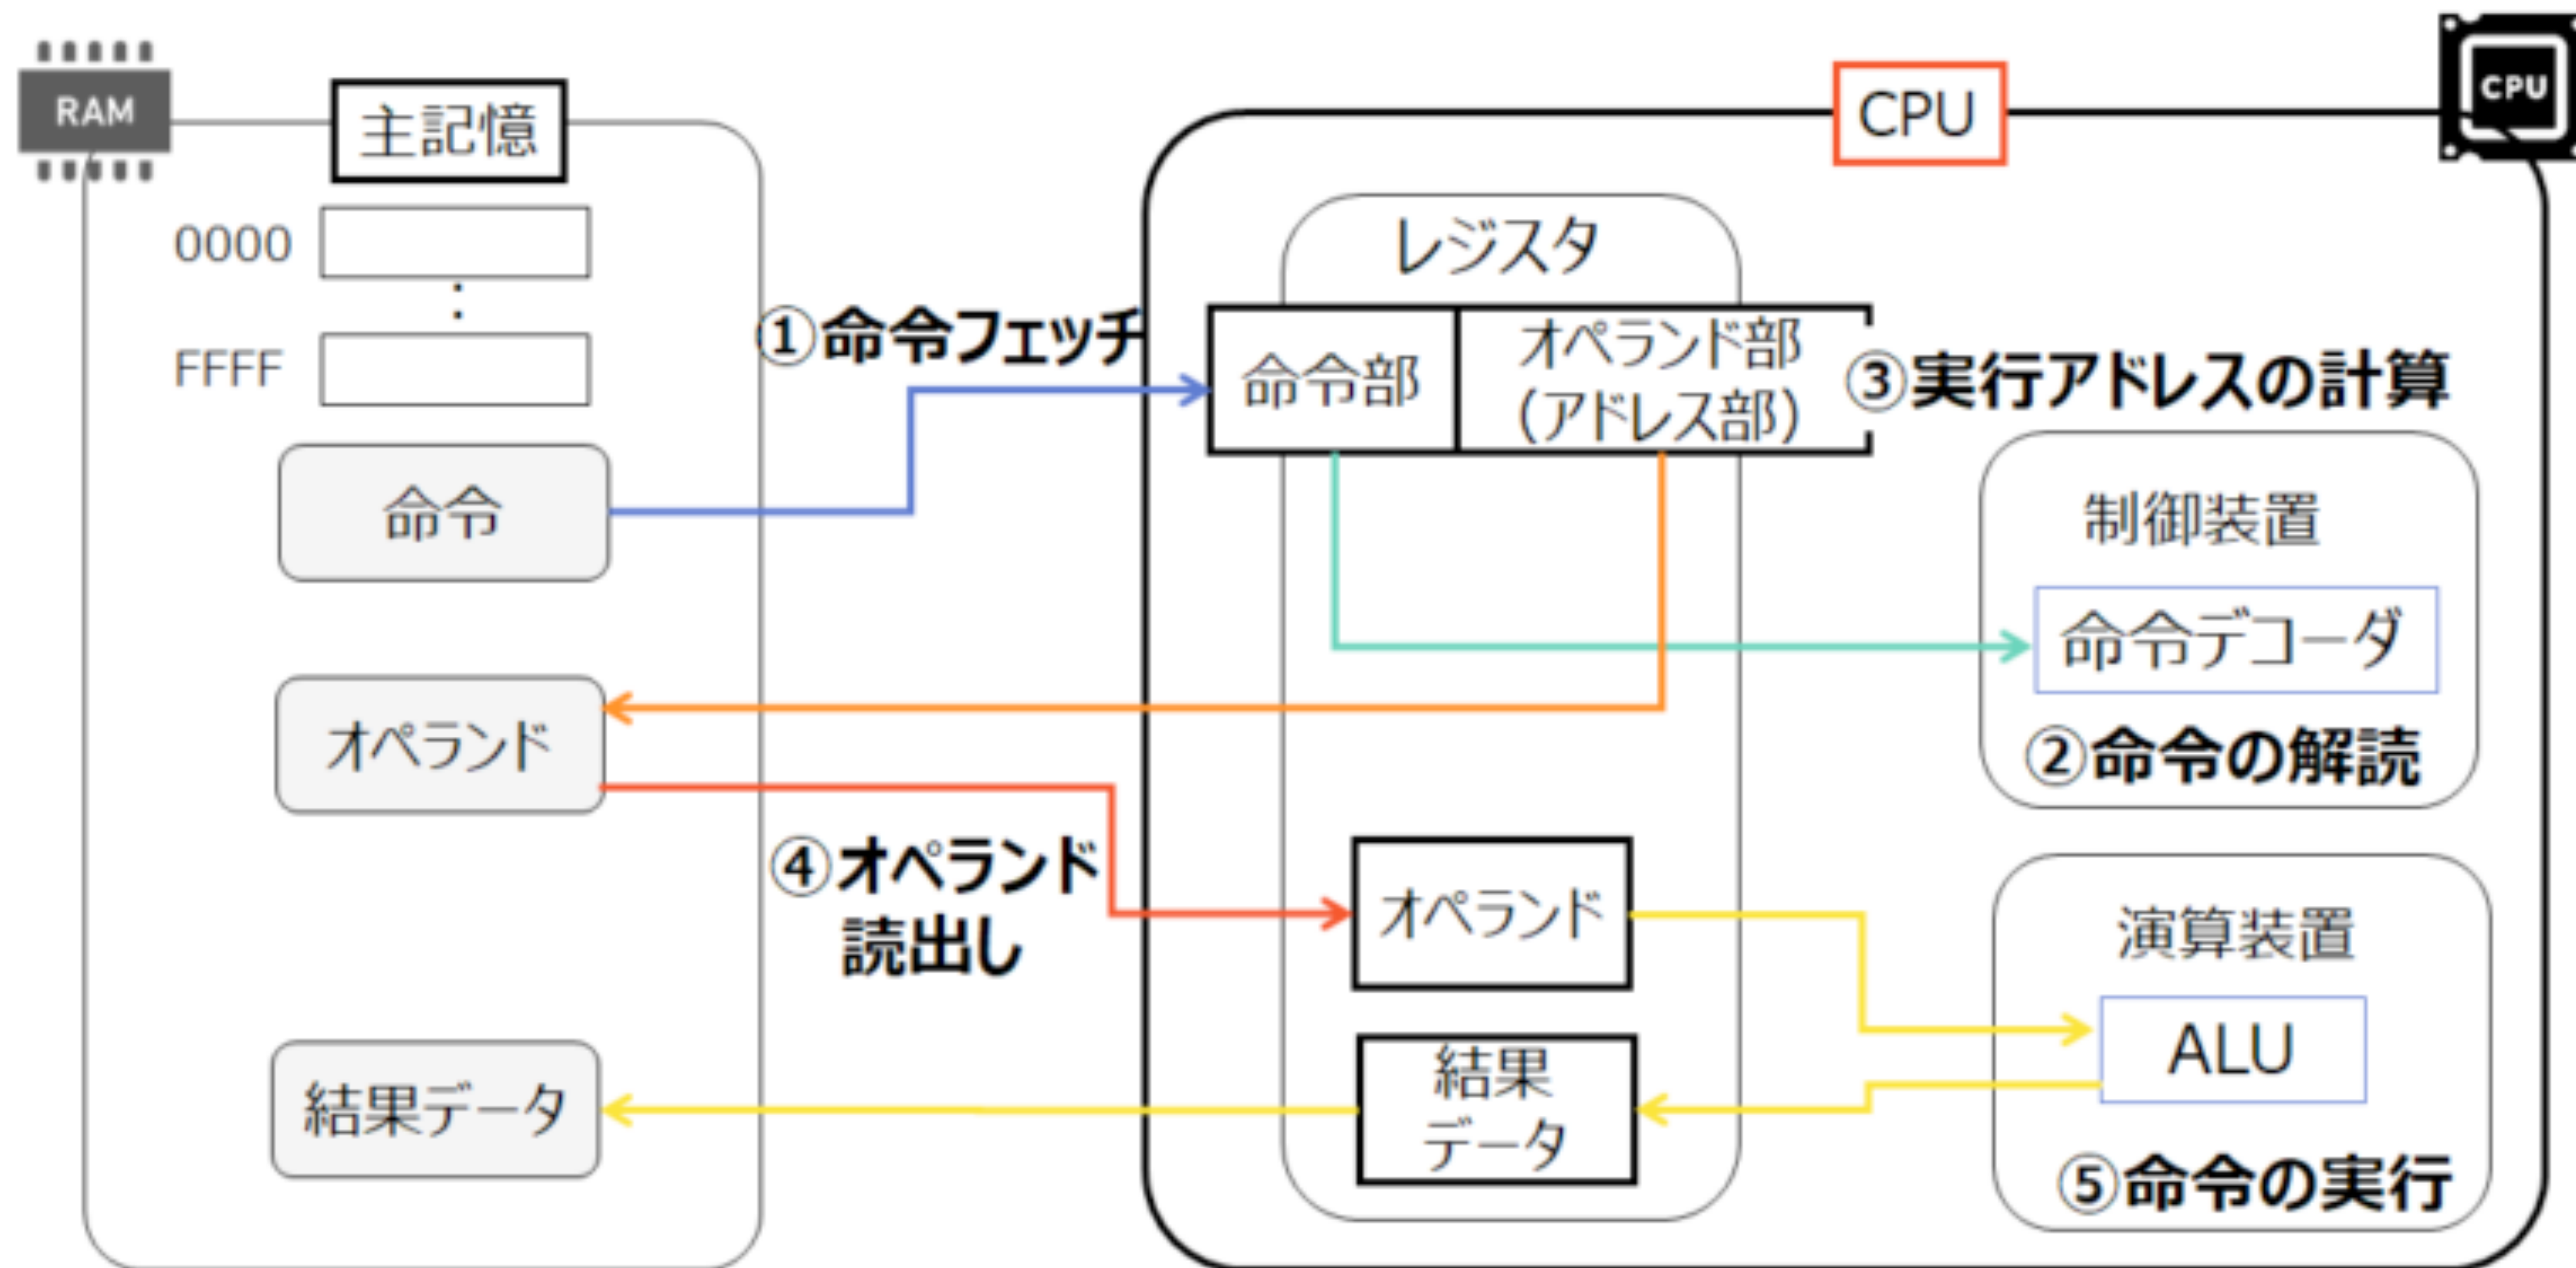 RAM
主記憶
CPU
CPU
0000
レジスタ
:
FFFF
①命令フェッチ
命令部
オペランド部
(アドレス部)
③実行アドレスの計算
命令
制御装置
命令デコーダ
②命令の解読
オペランド
④オペランド
読出し
オペランド
演算装置
ALU
結果データ
結果
データ
⑤命令の実行